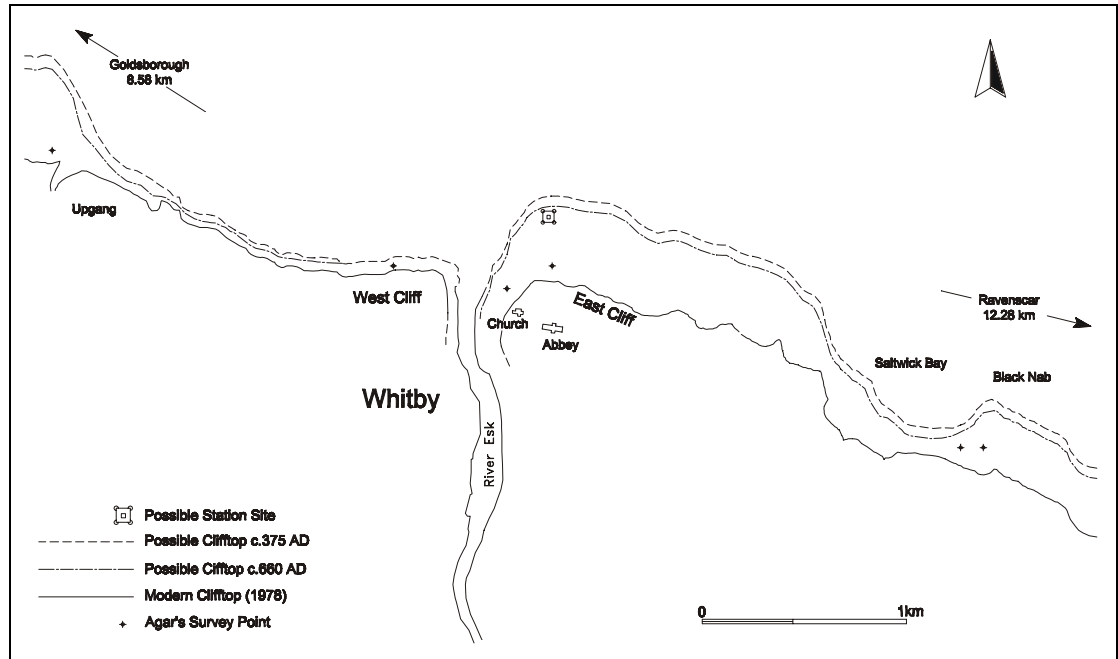 Goldsborough
8.58 km
Upgang
West Cliff
East Cliff
Church
Abbey
Ravenscar
12.28 km
Saltwick Bay
Black Nab
Whitby
River Esk
Possible Station Site
Possible Clifftop c.375 AD
Possible Clifftop c.660 AD
Modern Clifftop (1978)
Agar's Survey Point
0
1km